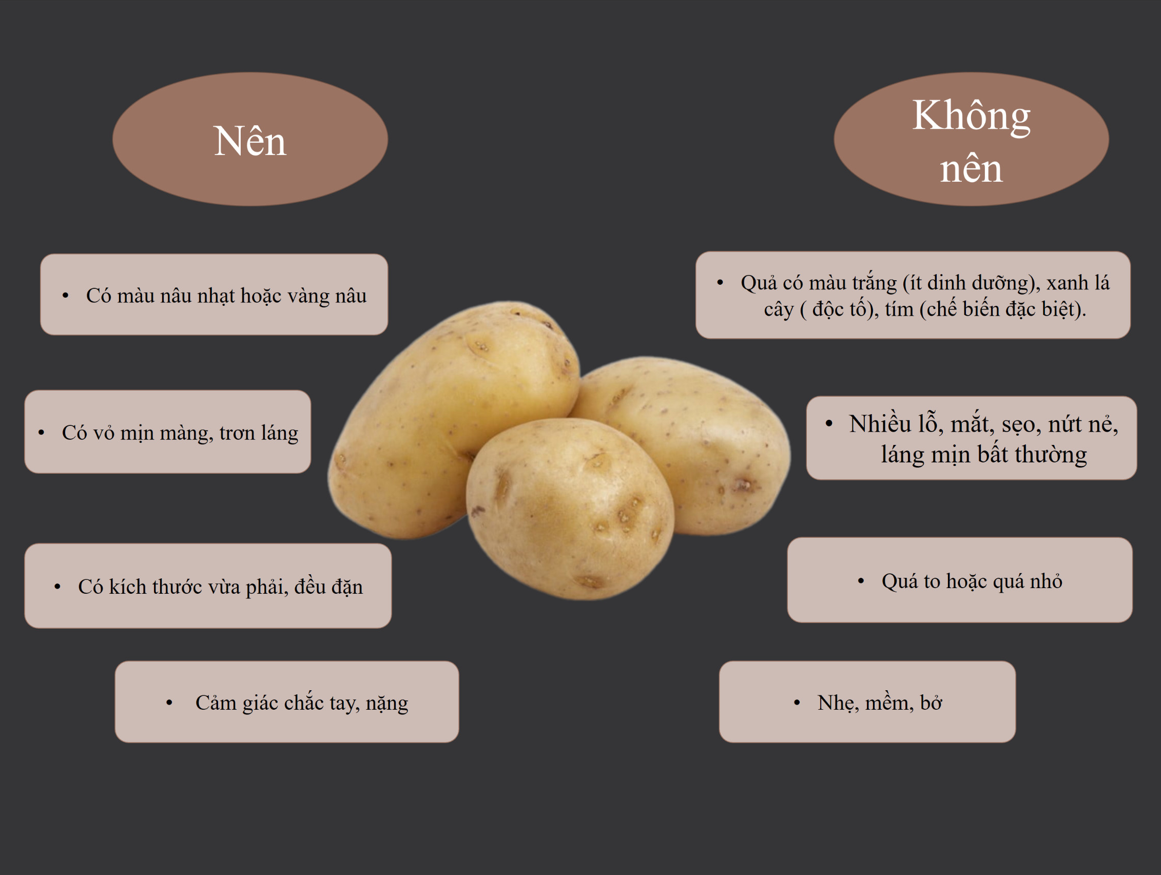 Nên
Không
nên
• Có màu nâu nhạt hoặc vàng nâu
• Quả có màu trắng (ít dinh dưỡng), xanh lá
cây ( độc tố), tím (chế biến đặc biệt).
• Có vỏ mịn màng, trơn láng
• Nhiều lỗ, mắt, sẹo, nứt nẻ,
láng mịn bất thường
• Có kích thước vừa phải, đều đặn
• Quá to hoặc quá nhỏ
• Cảm giác chắc tay, nặng
• Nhẹ, mềm, bở